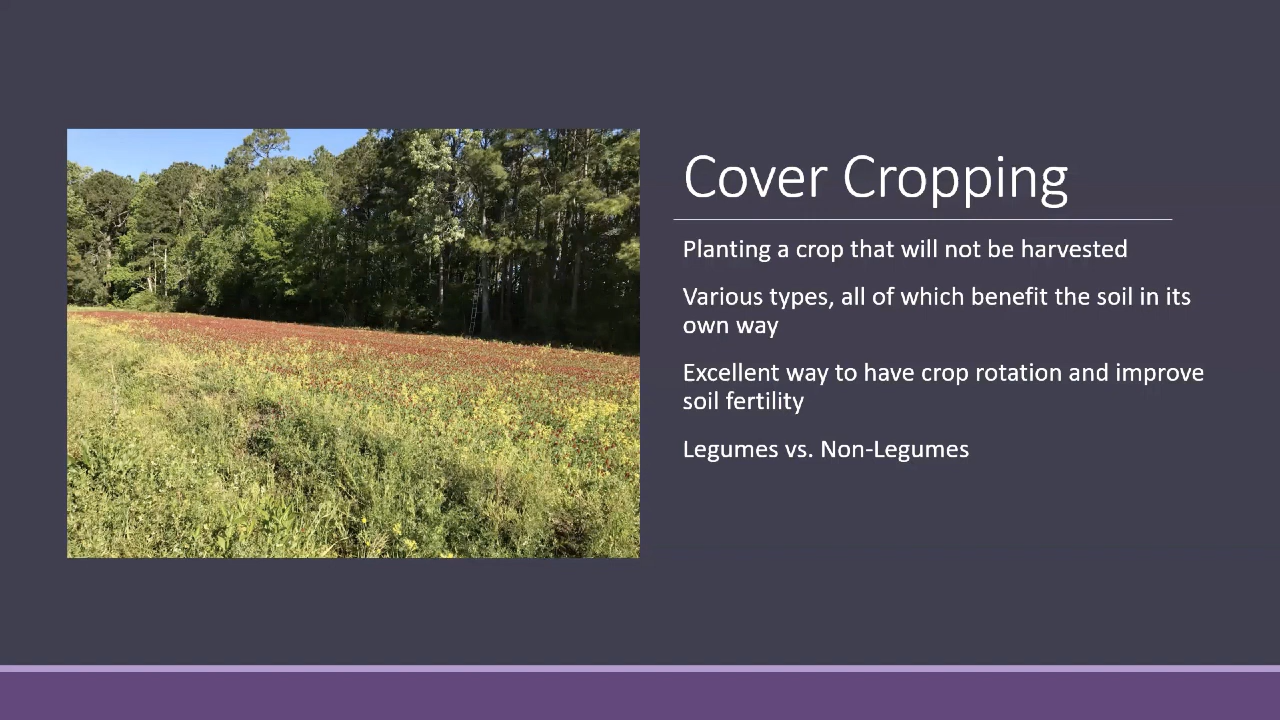 Cover Cropping
Planting a crop that will not be harvested
Various types, all of which benefit the soil in its
own way
Excellent way to have crop rotation and improve
soil fertility
Legumes vs. Non-Legumes